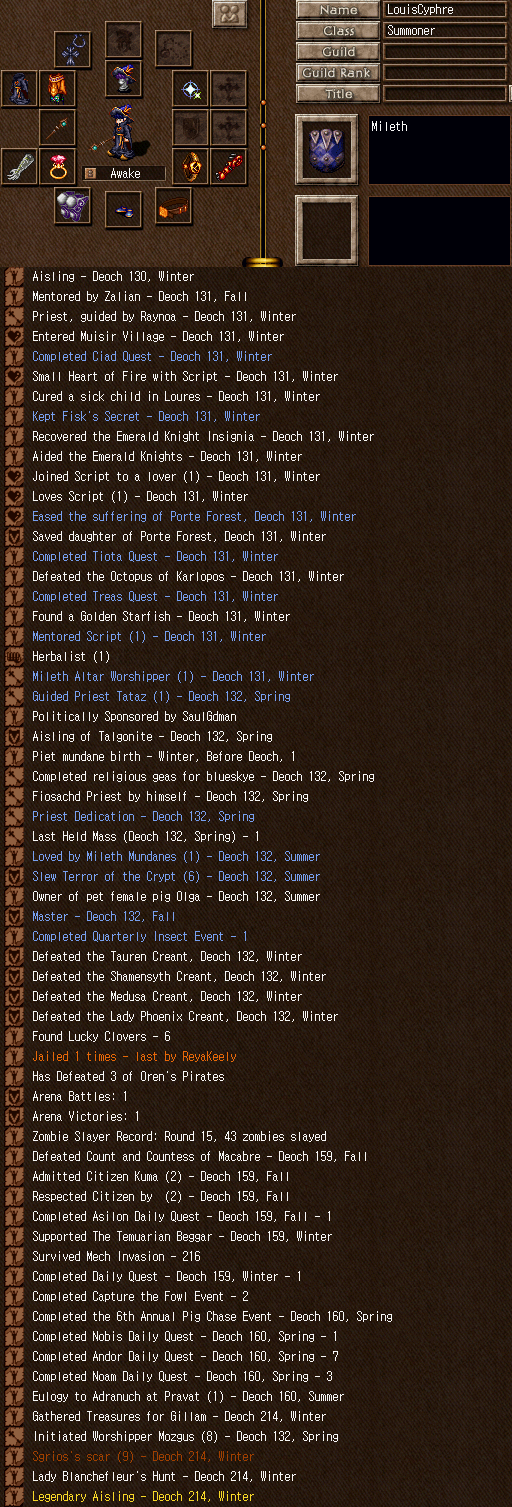 Name
LouisCyphre
Class
Summoner
Guild
Guild Rank
Title
Mileth
Awake
Aisling - Deoch 130, Winter
Mentored by Zalian - Deoch 131, Fall
Priest, guided by Raynoa - Deoch 131, Winter
Entered Muisir Village - Deoch 131, Winter
Completed Ciad Quest - Deoch 131, Winter
Small Heart of Fire with Script - Deoch 131, Winter
Cured a sick child in Loures - Deoch 131, Winter
Kept Fisk's Secret - Deoch 131, Winter
Recovered the Emerald Knight Insignia - Deoch 131, Winter
Aided the Emerald Knights - Deoch 131, Winter
Joined Script to a lover (1) - Deoch 131, Winter
Loves Script (1) - Deoch 131, Winter
Eased the suffering of Porte Forest, Deoch 131, Winter
Saved daughter of Porte Forest, Deoch 131, Winter
Completed Tiota Quest - Deoch 131, Winter
Defeated the Octopus of Karlopos - Deoch 131, Winter
Completed Treas Quest - Deoch 131, Winter
Found a Golden Starfish - Deoch 131, Winter
Mentored Script (1) - Deoch 131, Winter
Herbalist (1)
Mileth Altar Worshipper (1) - Deoch 131, Winter
Guided Priest Tataz (1) - Deoch 132, Spring
Politically Sponsored by SaulGdman
Aisling of Talgonite - Deoch 132, Spring
Piet mundane birth - Winter, Before Deoch, 1
Completed religious geas for blueskye - Deoch 132, Spring
Fiosachd Priest by himself - Deoch 132, Spring
Priest Dedication - Deoch 132, Spring
Last Held Mass (Deoch 132, Spring) - 1
Loved by Mileth Mundanes (1) - Deoch 132, Summer
Slew Terror of the Crypt (6) - Deoch 132, Summer
Owner of pet female pig Olga - Deoch 132, Summer
Master - Deoch 132, Fall
Completed Quarterly Insect Event - 1
Defeated the Tauren Creant, Deoch 132, Winter
Defeated the Shamensyth Creant, Deoch 132, Winter
Defeated the Medusa Creant, Deoch 132, Winter
Defeated the Lady Phoenix Creant, Deoch 132, Winter
Found Lucky Clovers - 6
Jailed 1 times - last by ReyaKeely
Has Defeated 3 of Oren's Pirates
Arena Battles: 1
Arena Victories: 1
Zombie Slayer Record: Round 15, 43 zombies slayed
Defeated Count and Countess of Macabre - Deoch 159, Fall
Admitted Citizen Kuma (2) - Deoch 159, Fall
Respected Citizen by  (2) - Deoch 159, Fall
Completed Asilon Daily Quest - Deoch 159, Fall - 1
Supported The Temuarian Beggar - Deoch 159, Winter
Survived Mech Invasion - 216
Completed Daily Quest - Deoch 159, Winter - 1
Completed Capture the Fowl Event - 2
Completed the 6th Annual Pig Chase Event - Deoch 160, Spring
Completed Nobis Daily Quest - Deoch 160, Spring - 1
Completed Andor Daily Quest - Deoch 160, Spring - 7
Completed Noam Daily Quest - Deoch 160, Spring - 3
Eulogy to Adranuch at Pravat (1) - Deoch 160, Summer
Gathered Treasures for Gillam - Deoch 214, Winter
Initiated Worshipper Mozgus (8) - Deoch 132, Spring
Sgrios's scar (9) - Deoch 214, Winter
Lady Blanchefleur's Hunt - Deoch 214, Winter
Legendary Aisling - Deoch 214, Winter